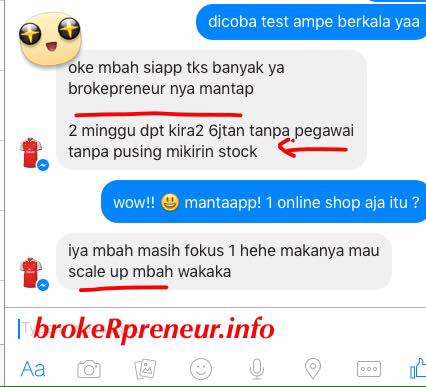 dicoba test ampe berkala yaa
oke mbah siapp tks banyak ya
brokepreneur nya mantap
2 minggu dpt kira2 6jtan tanpa pegawai
tanpa pusing mikirin stock
wow!! 😃 mantaapp! 1 online shop aja itu ?
iya mbah masih fokus 1 hehe makanya mau
scale up mbah wakaka
brokeRpreneur.info
Aa